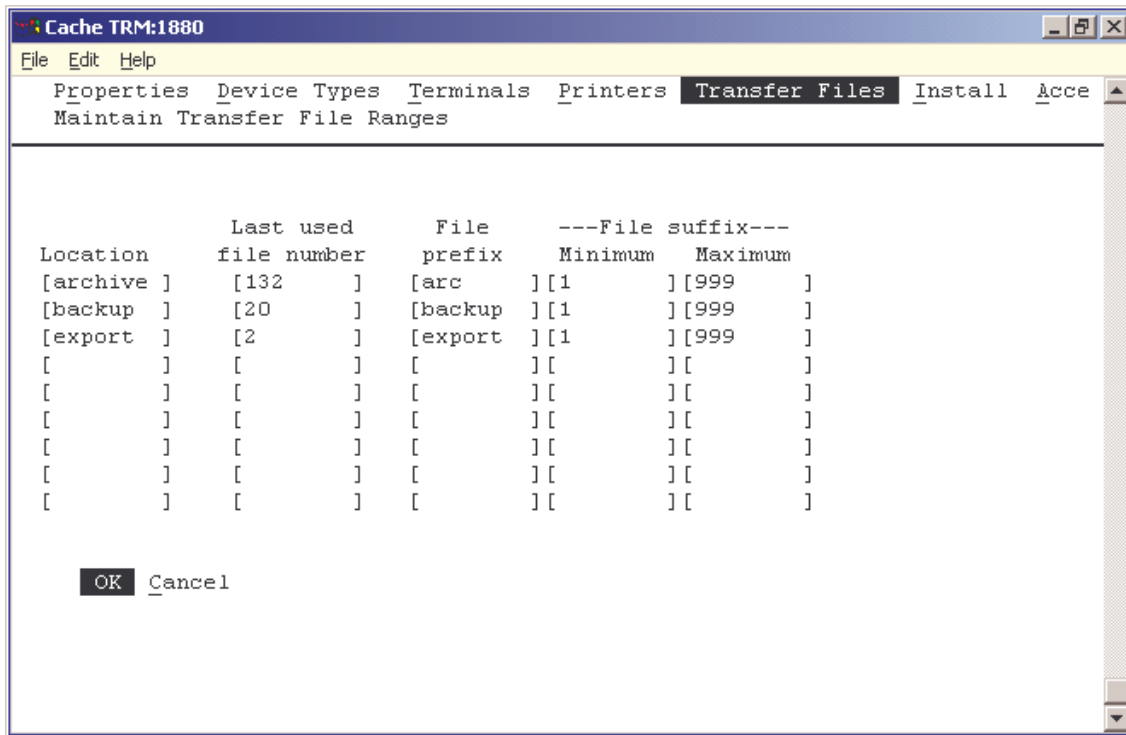 Cache TRM:1880
File Edit Help
Properties Device Types Terminals Printers Transfer Files Install Acce
Maintain Transfer File Ranges
Last used File ---File suffix---
Location file number prefix Minimum Maximum
[archive ] [132 ] [arc ][1 ][999 ]
[backup ] [20 ] [backup ][1 ][999 ]
[export ] [2 ] [export ][1 ][999 ]
[ ] [ ] [ ][ ][ ]
[ ] [ ] [ ][ ][ ]
[ ] [ ] [ ][ ][ ]
[ ] [ ] [ ][ ][ ]
[ ] [ ] [ ][ ][ ]
[ ] [ ] [ ][ ][ ]
OK Cancel